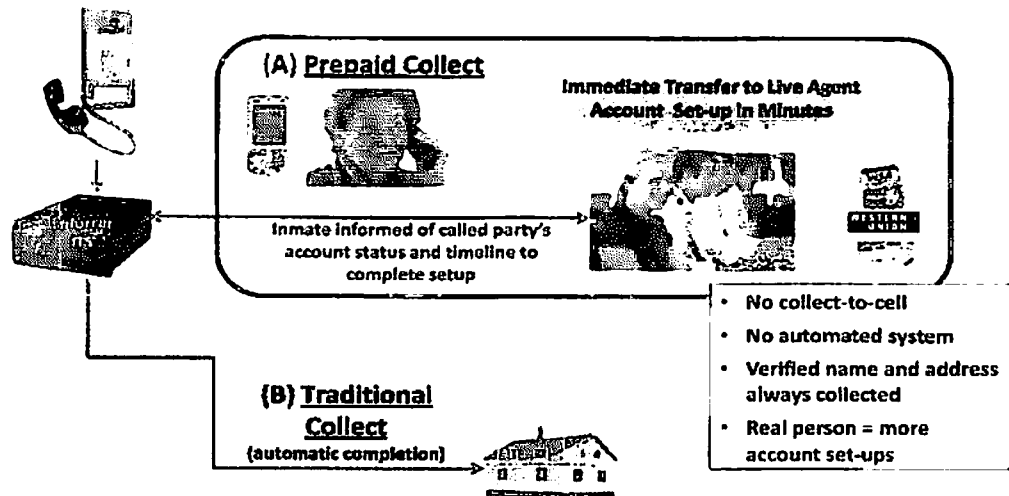 (A) Prepaid Collect
Immediate Transfer to Live Agent
Account Set-up in Minutes
Inmate informed of called party's
account status and timeline to
complete setup
WESTERN
UNION
• No collect-to-cell
• No automated system
• Verified name and address
always collected
• Real person = more
account set-ups
(B) Traditional
Collect
(automatic completion)